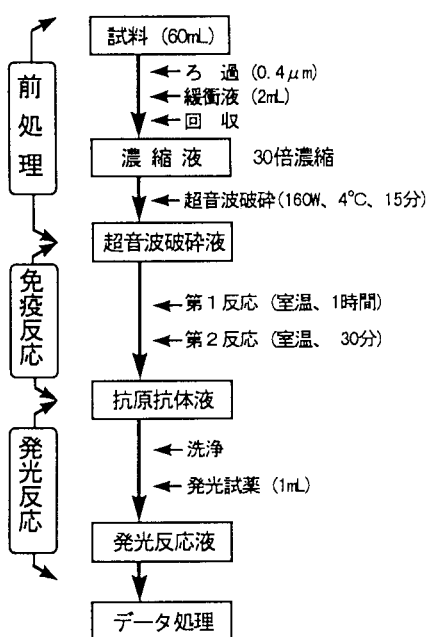 試料 (60mL)
ろ 過 (0.4μm)
緩衝液 (2mL)
回 収
前処理
濃縮液 30倍濃縮
超音波破砕(160W、4°C、15分)
超音波破砕液
免疫反応
第1反応 (室温、1時間)
第2反応 (室温、 30分)
抗原抗体液
発光反応
洗浄
発光試薬 (1mL)
発光反応液
データ処理